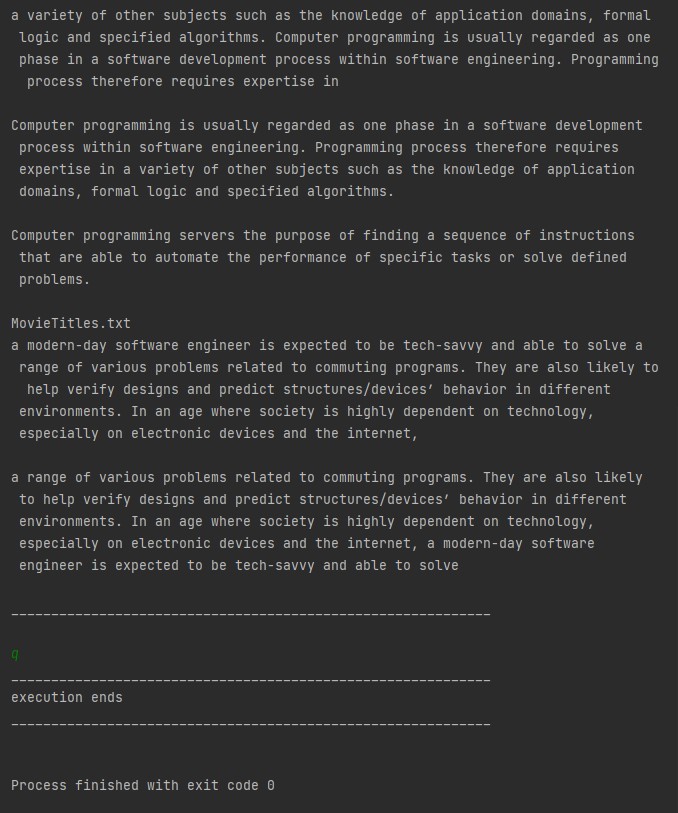 a variety of other subjects such as the knowledge of application domains, formal
logic and specified algorithms. Computer programming is usually regarded as one
phase in a software development process within software engineering. Programming
process therefore requires expertise in
Computer programming is usually regarded as one phase in a software development
process within software engineering. Programming process therefore requires
expertise in a variety of other subjects such as the knowledge of application
domains, formal logic and specified algorithms.
Computer programming servers the purpose of finding a sequence of instructions
that are able to automate the performance of specific tasks or solve defined
problems.
MovieTitles.txt
a modern-day software engineer is expected to be tech-savvy and able to solve a
range of various problems related to commuting programs. They are also likely to
help verify designs and predict structures/devices’ behavior in different
environments. In an age where society is highly dependent on technology,
especially on electronic devices and the internet,
a range of various problems related to commuting programs. They are also likely
to help verify designs and predict structures/devices’ behavior in different
environments. In an age where society is highly dependent on technology,
especially on electronic devices and the internet, a modern-day software
engineer is expected to be tech-savvy and able to solve
____________________________________________________________
q
____________________________________________________________
execution ends
____________________________________________________________
Process finished with exit code 0